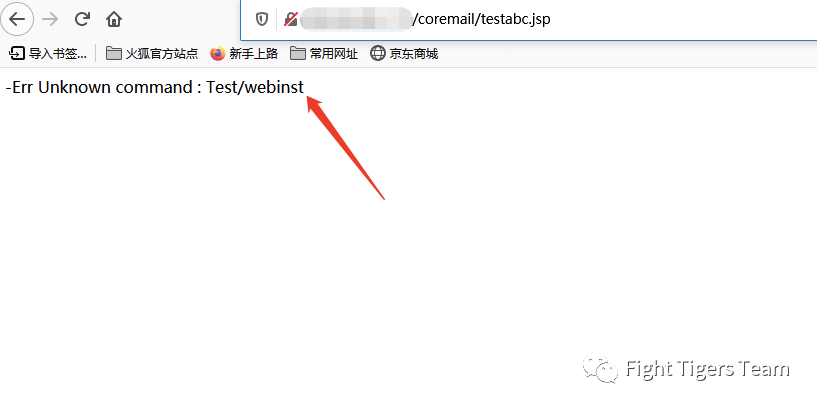 /coremail/testabc.jsp
导入书签... 火狐官方站点 新手上路 常用网址 京东商城
-Err Unknown command : Test/webinst
Fight Tigers Team